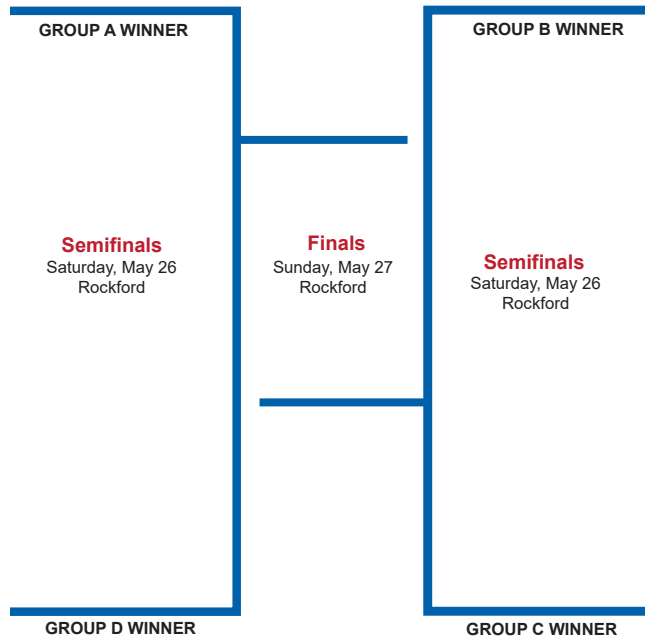 GROUP A WINNER
GROUP B WINNER
Semifinals
Saturday, May 26
Rockford
Finals
Sunday, May 27
Rockford
Semifinals
Saturday, May 26
Rockford
GROUP D WINNER
GROUP C WINNER